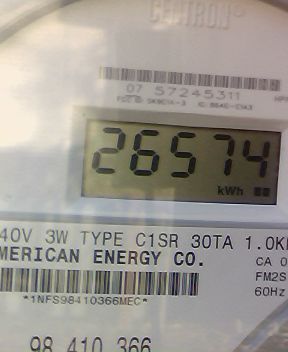 CENTRON®
07 57245311
26574
kWh
40V 3W TYPE C1SR 30TA 1.0K
MERICAN ENERGY CO.
CA 0
FM2S
*1NFS98410366MEC*
60Hz
98 410 366